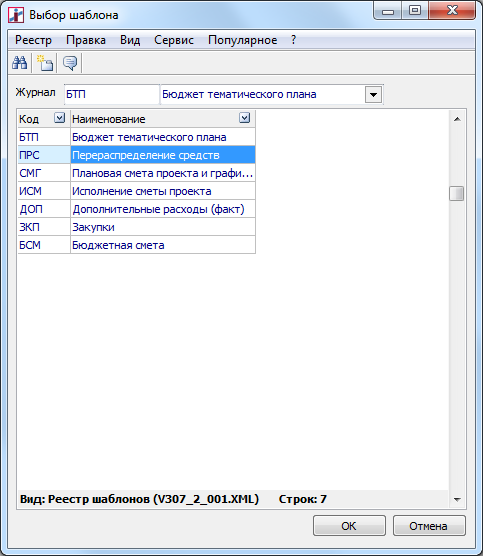 Выбор шаблона
Реестр Правка Вид Сервис Популярное ?
Журнал БТП Бюджет тематического плана
Код Наименование
БТП Бюджет тематического плана
ПРС Перераспределение средств
СМГ Плановая смета проекта и графи...
ИСМ Исполнение сметы проекта
ДОП Дополнительные расходы (факт)
ЗКП Закупки
БСМ Бюджетная смета
Вид: Реестр шаблонов (V307_2_001.XML) Строк: 7
ОК Отмена